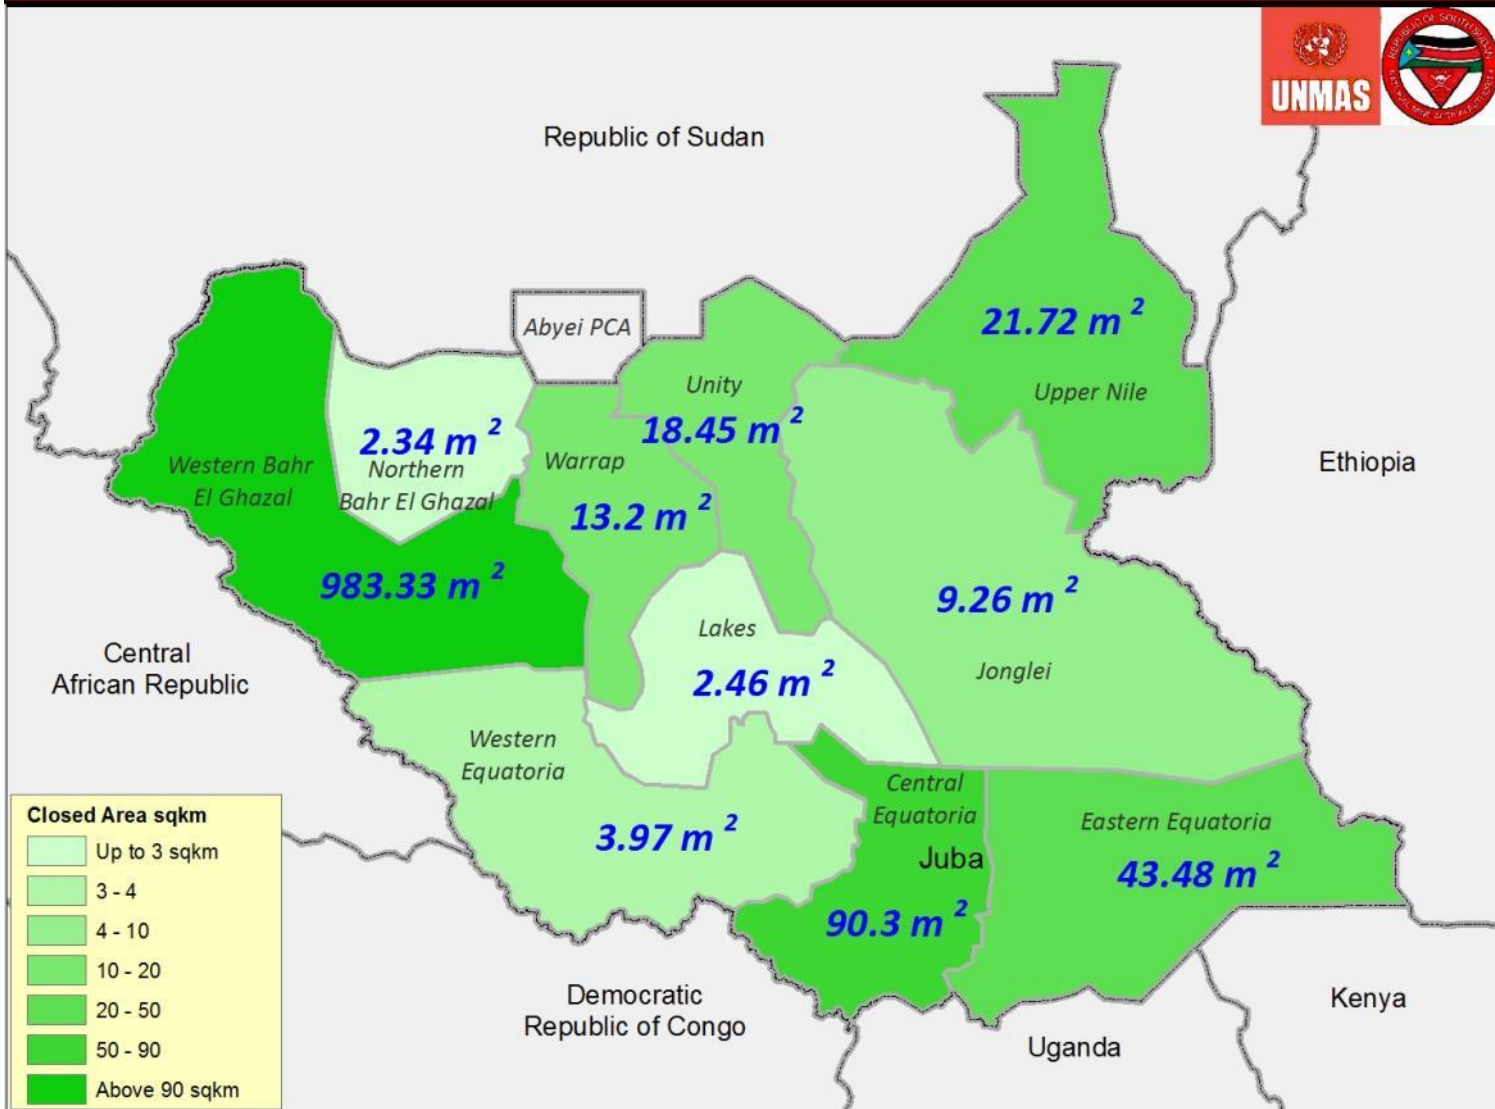 UNMAS
REPUBLIC OF SOUTH SUDAN
Republic of Sudan
21.72 m ²
Abyei PCA
Unity
Upper Nile
2.34 m ²
18.45 m ²
Western Bahr
El Ghazal
Northern
Bahr El Ghazal
Warrap
Ethiopia
13.2 m ²
983.33 m ²
9.26 m ²
Lakes
Central
African Republic
2.46 m ²
Jonglei
Western
Equatoria
Central
Equatoria
Eastern Equatoria
3.97 m ²
Juba
43.48 m ²
90.3 m ²
Democratic
Republic of Congo
Kenya
Uganda
Closed Area sqkm
Up to 3 sqkm
3 - 4
4 - 10
10 - 20
20 - 50
50 - 90
Above 90 sqkm